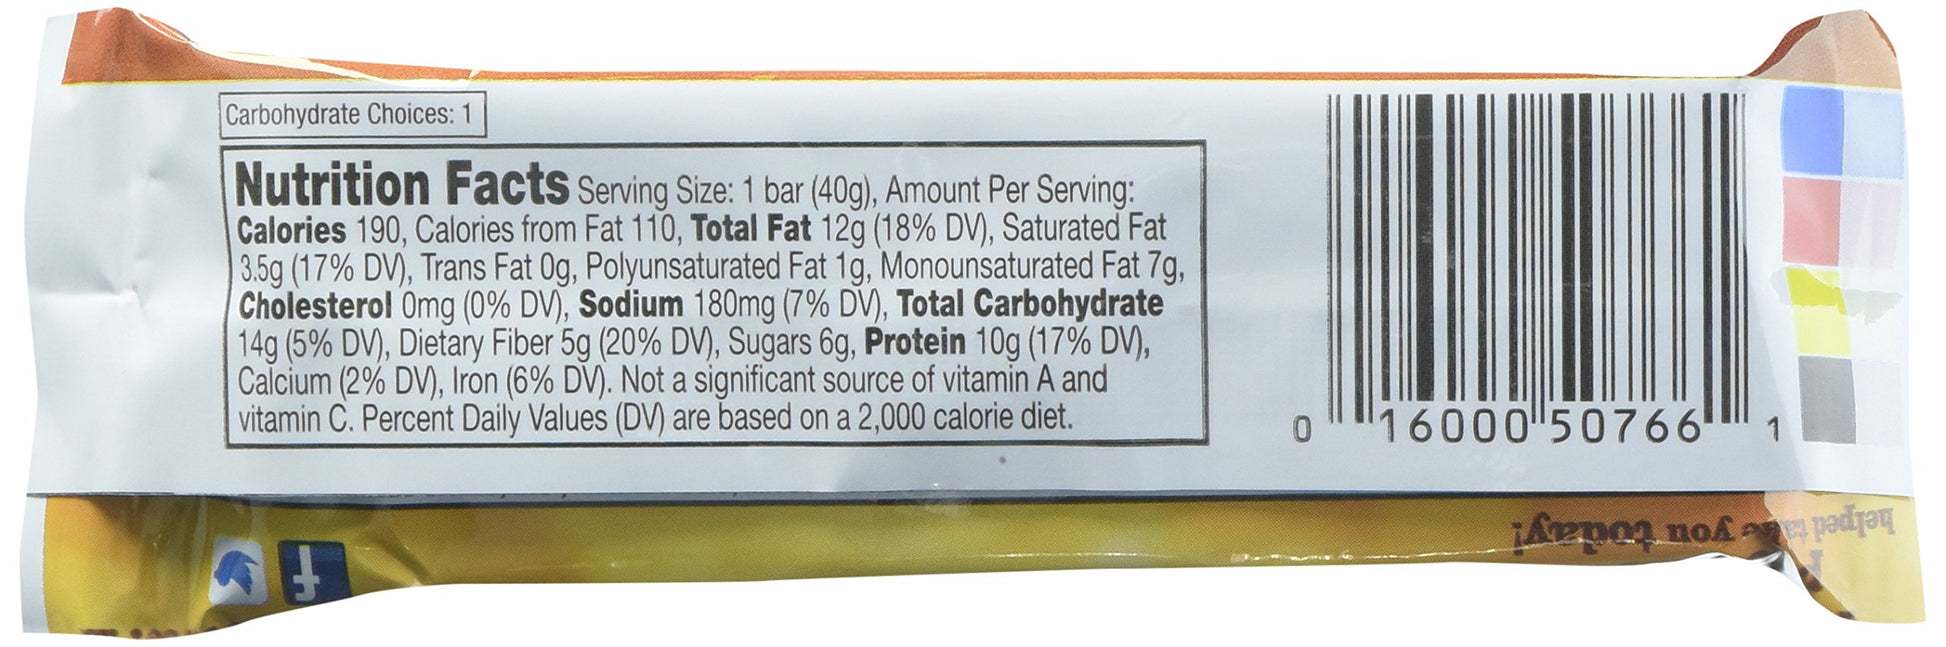 Carbohydrate Choices: 1
Nutrition Facts Serving Size: 1 bar (40g), Amount Per Serving:
Calories 190, Calories from Fat 110, Total Fat 12g (18% DV), Saturated Fat
3.5g (17% DV), Trans Fat 0g, Polyunsaturated Fat 1g, Monounsaturated Fat 7g,
Cholesterol 0mg (0% DV), Sodium 180mg (7% DV), Total Carbohydrate
14g (5% DV), Dietary Fiber 5g (20% DV), Sugars 6g, Protein 10g (17% DV),
Calcium (2% DV), Iron (6% DV). Not a significant source of vitamin A and
vitamin C. Percent Daily Values (DV) are based on a 2,000 calorie diet.
0 16000 50766 1
helped
you today!
f